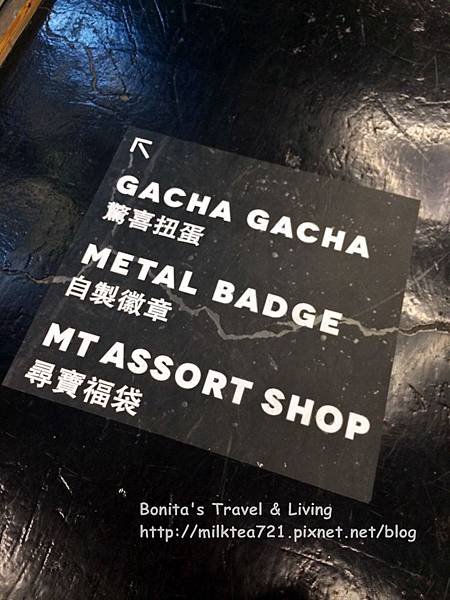 GACHA GACHA
驚喜扭蛋
METAL BADGE
自製徽章
MT ASSORT SHOP
尋寶福袋
Bonita's Travel & Living
http://milktea721.pixnet.net/blog